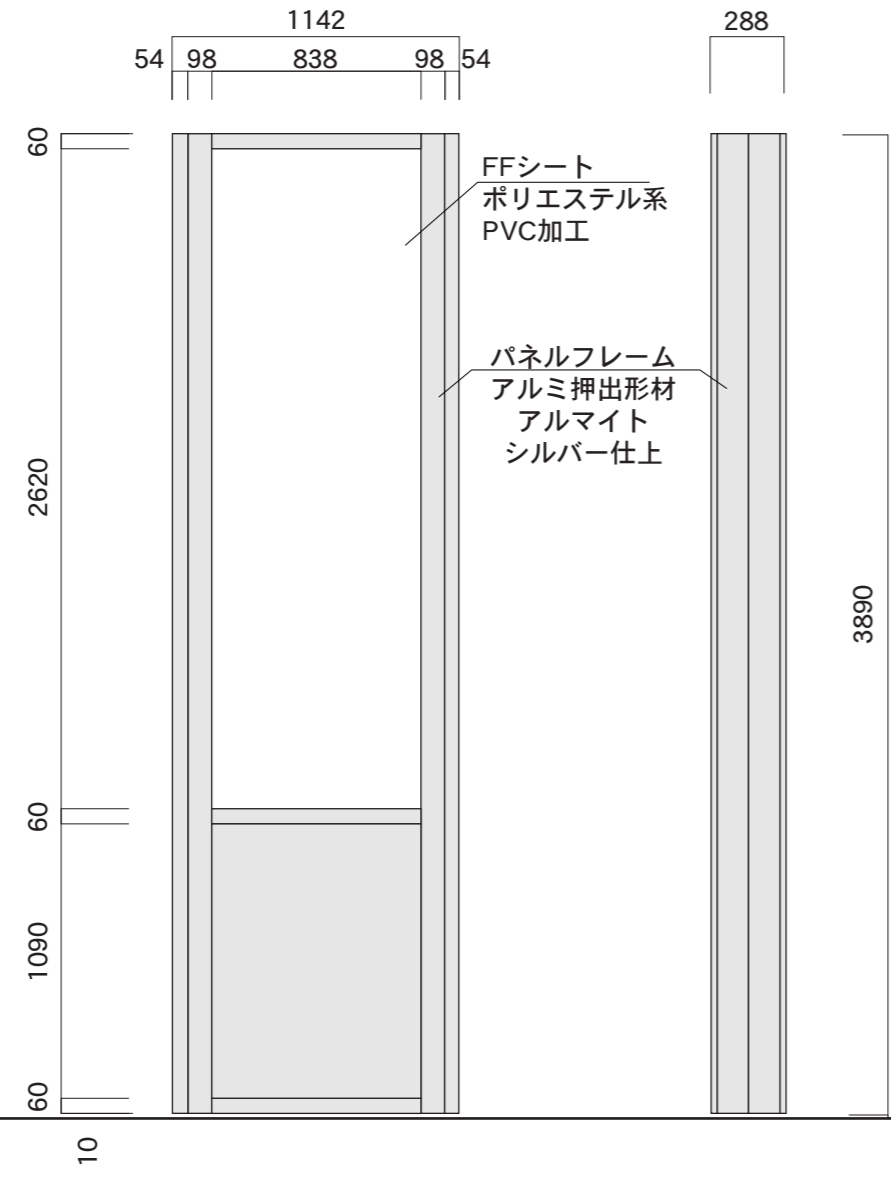 1142
288
54
98
838
98
54
60
FFシート
ポリエステル系
PVC加工
パネルフレーム
アルミ押出形材
アルマイト
シルバー仕上
2620
3890
60
1090
60
10